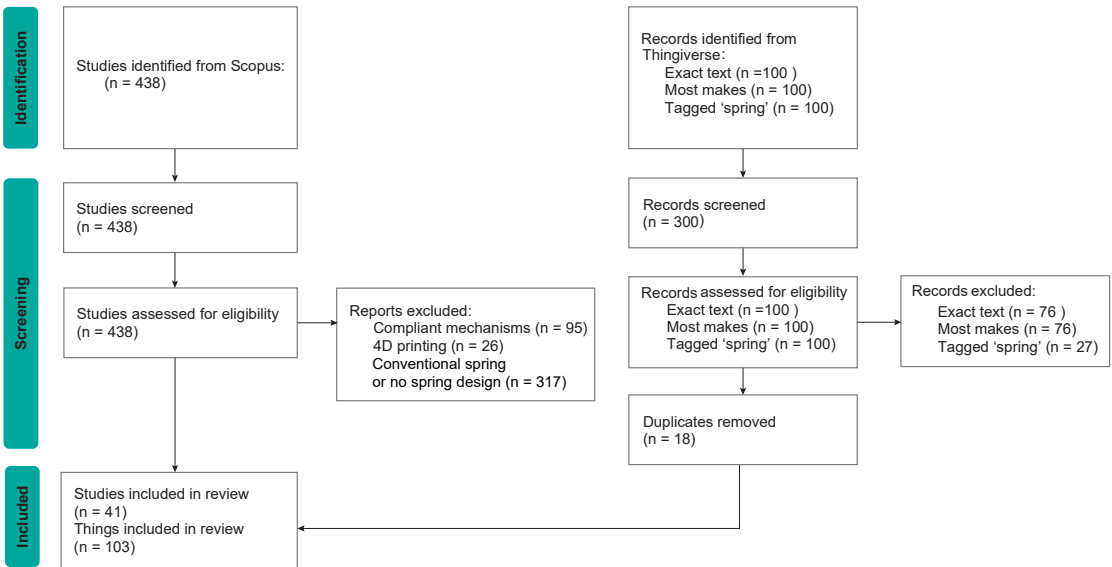 Identification
Studies identified from Scopus:
(n = 438)
Records identified from
Thingiverse:
Exact text (n =100 )
Most makes (n = 100)
Tagged ‘spring’ (n = 100)
Screening
Studies screened
(n = 438)
Records screened
(n = 300)
Studies assessed for eligibility
(n = 438)
Reports excluded:
Compliant mechanisms (n = 95)
4D printing (n = 26)
Conventional spring
or no spring design (n = 317)
Records assessed for eligibility
Exact text (n =100 )
Most makes (n = 100)
Tagged ‘spring’ (n = 100)
Records excluded:
Exact text (n = 76 )
Most makes (n = 76)
Tagged ‘spring’ (n = 27)
Duplicates removed
(n = 18)
Included
Studies included in review
(n = 41)
Things included in review
(n = 103)